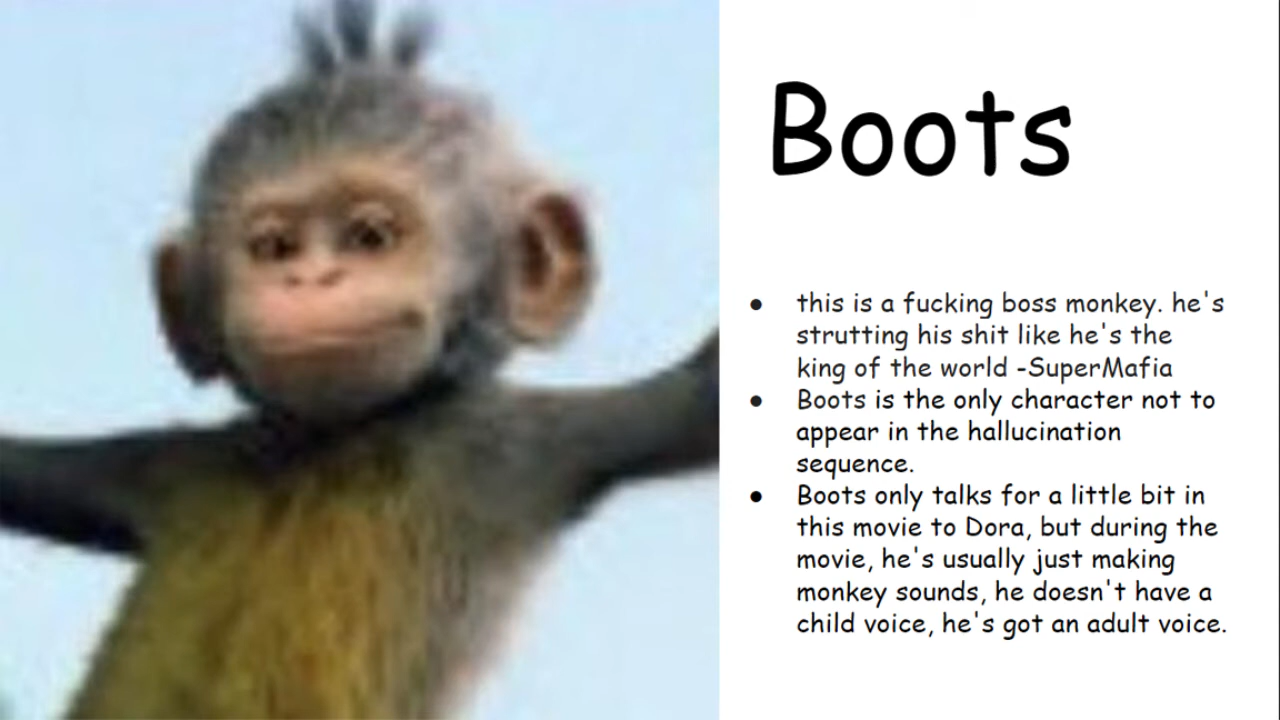 Boots
● this is a fucking boss monkey. he's
strutting his shit like he's the
king of the world -SuperMafia
● Boots is the only character not to
appear in the hallucination
sequence.
● Boots only talks for a little bit in
this movie to Dora, but during the
movie, he's usually just making
monkey sounds, he doesn't have a
child voice, he's got an adult voice.